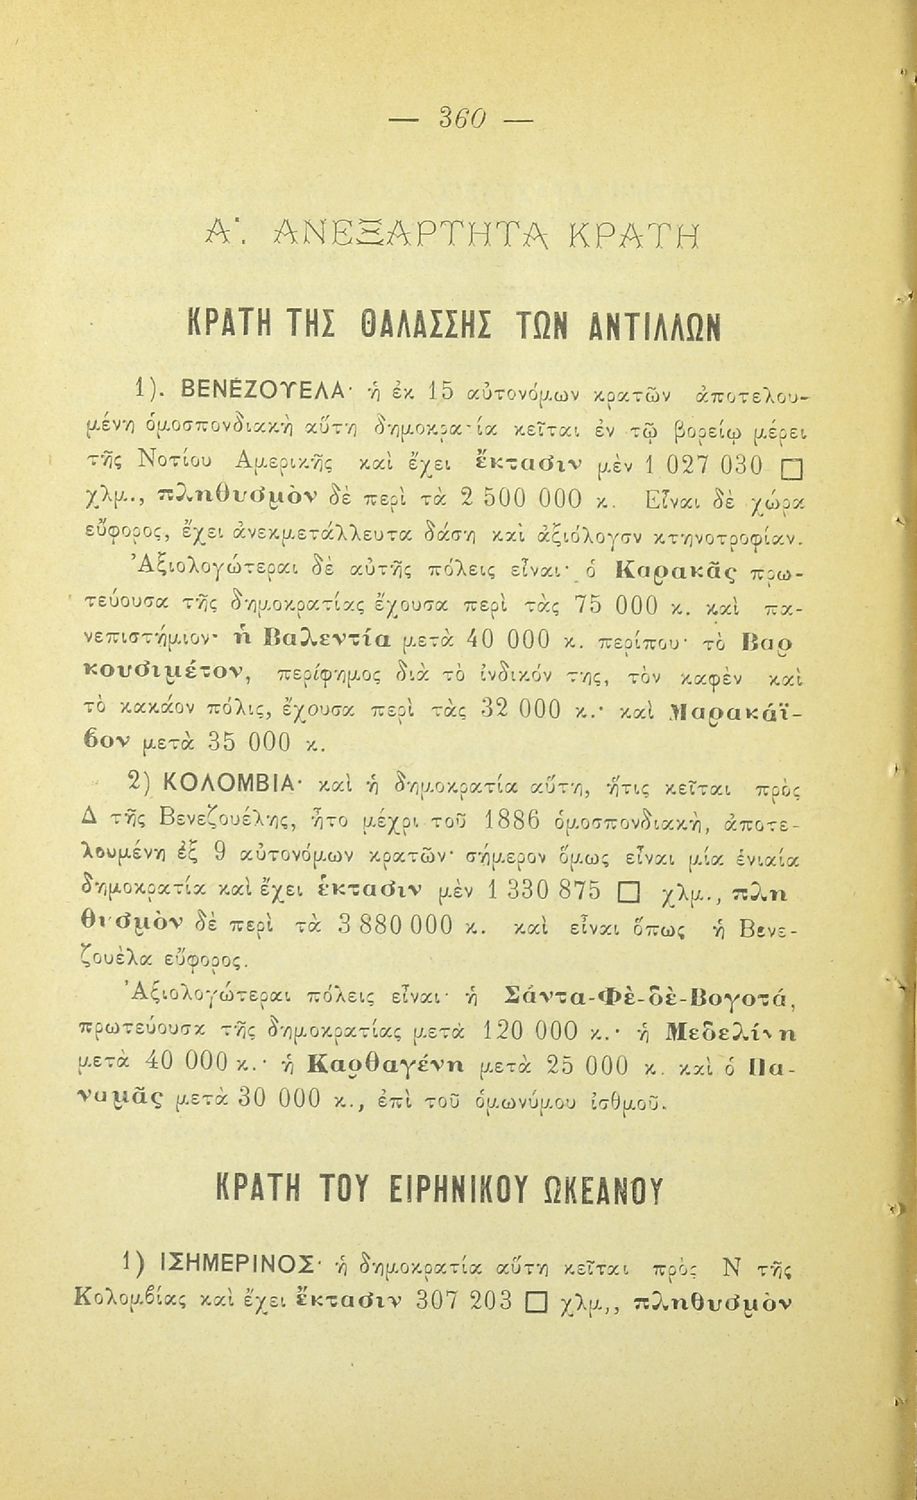 — 360 —
Α΄. ΑΝΕΞΑΡΤΗΤΑ ΚΡΑΤΗ
ΚΡΑΤΗ ΤΗΣ ΘΑΛΑΣΣΗΣ ΤΩΝ ΑΝΤΙΛΛΩΝ
1). ΒΕΝΕΖΟΥΕΛΑ· ἡ ἐκ 15 αὐτονόμων κρατῶν ἀποτελου-
μένη ὁμοσπονδιακὴ αὕτη δημοκρατία κεῖται ἐν τῷ βορείῳ μέρει
τῆς Νοτίου Αμερικῆς καὶ ἔχει ἔκτασιν μὲν 1 027 030 □
χλμ., πληθυσμὸν δὲ περὶ τὰ 2 500 000 κ. Εἶναι δὲ χώρα
εὔφορος, ἔχει ἀνεκμετάλλευτα δάση καὶ ἀξιόλογον κτηνοτροφίαν.
Ἀξιολογώτεραι δὲ αὐτῆς πόλεις εἶναι· ὁ Καρακᾶς πρω-
τεύουσα τῆς δημοκρατίας ἔχουσα περὶ τὰς 75 000 κ. καὶ πα-
νεπιστήμιον· ἡ Βαλεντία μετὰ 40 000 κ. περίπου· τὸ Βαρ
κουσιμέτον, περίφημος διὰ τὸ ἰνδικόν της, τὸν καφὲν καὶ
τὸ κακάον πόλις, ἔχουσα περὶ τὰς 32 000 κ.· καὶ Μαρακάϊ-
βον μετὰ 35 000 κ.
2) ΚΟΛΟΜΒΙΑ· καὶ ἡ δημοκρατία αὕτη, ἥτις κεῖται πρὸς
Δ τῆς Βενεζουέλης, ἦτο μέχρι τοῦ 1886 ὁμοσπονδιακὴ, ἀποτε-
λουμένη ἐξ 9 αὐτονόμων κρατῶν· σήμερον ὅμως εἶναι μία ἑνιαία
δημοκρατία καὶ ἔχει ἔκτασιν μὲν 1 330 875 □ χλμ., πλη
θυσμὸν δὲ περὶ τὰ 3 880 000 κ. καὶ εἶναι ὅπως ἡ Βενε-
ζουέλα εὔφορος.
Ἀξιολογώτεραι πόλεις εἶναι· ἡ Σάντα-Φὲ-δὲ-Βογοτά,
πρωτεύουσα τῆς δημοκρατίας μετὰ 120 000 κ.· ἡ Μεδελίνη
μετὰ 40 000 κ.· ἡ Καρθαγένη μετὰ 25 000 κ. καὶ ὁ Πα-
ναμᾶς μετὰ 30 000 κ., ἐπὶ τοῦ ὁμωνύμου ἰσθμοῦ.
ΚΡΑΤΗ ΤΟΥ ΕΙΡΗΝΙΚΟΥ ΩΚΕΑΝΟΥ
1) ΙΣΗΜΕΡΙΝΟΣ· ἡ δημοκρατία αὕτη κεῖται πρὸς Ν τῆς
Κολομβίας καὶ ἔχει ἔκτασιν 307 203 □ χλμ,, πληθυσμὸν